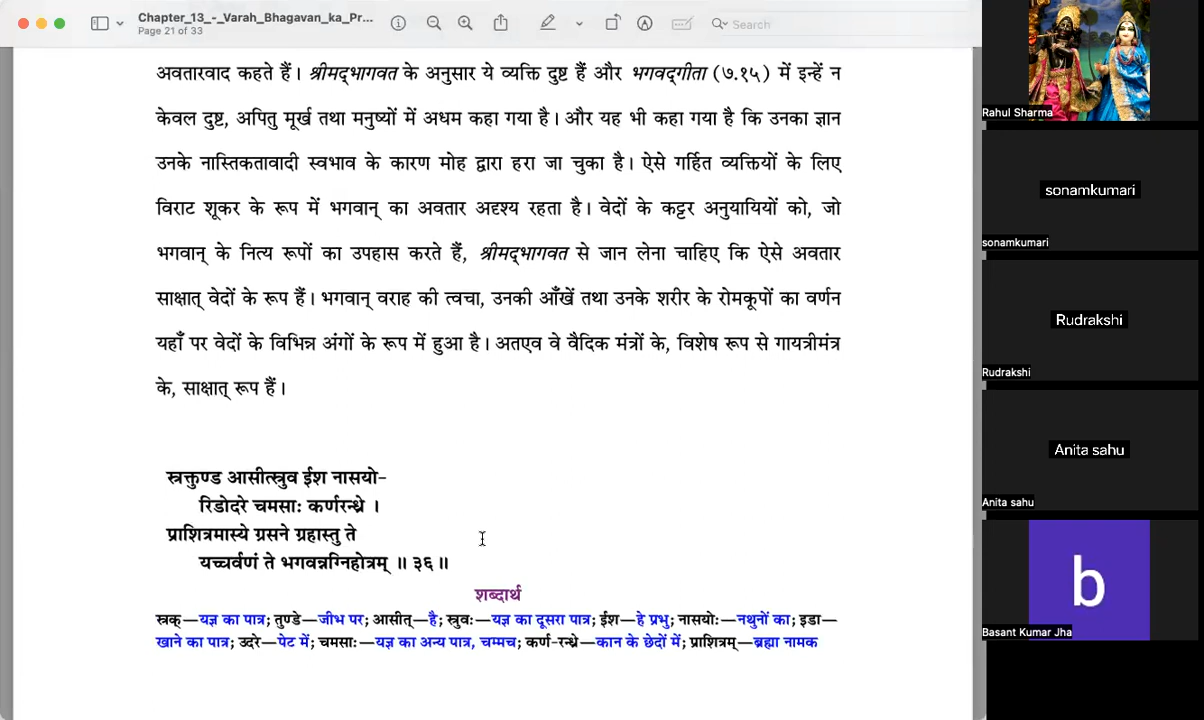 Chapter_13_-_Varah_Bhagavan_ka_Pr...
Page 21 of 33
Search
अवतारवाद कहते हैं। श्रीमद्भागवत के अनुसार ये व्यक्ति दुष्ट हैं और भगवद्गीता (७.१५) में इन्हें न
केवल दुष्ट, अपितु मूर्ख तथा मनुष्यों में अधम कहा गया है। और यह भी कहा गया है कि उनका ज्ञान
उनके नास्तिकतावादी स्वभाव के कारण मोह द्वारा हरा जा चुका है। ऐसे गर्हित व्यक्तियों के लिए
विराट शूकर के रूप में भगवान् का अवतार अदृश्य रहता है। वेदों के कट्टर अनुयायियों को, जो
भगवान् के नित्य रूपों का उपहास करते हैं, श्रीमद्भागवत से जान लेना चाहिए कि ऐसे अवतार
साक्षात् वेदों के रूप हैं। भगवान् वराह की त्वचा, उनकी आँखें तथा उनके शरीर के रोमकूपों का वर्णन
यहाँ पर वेदों के विभिन्न अंगों के रूप में हुआ है। अतएव वे वैदिक मंत्रों के, विशेष रूप से गायत्रीमंत्र
के, साक्षात् रूप हैं।
स्रक्तुण्ड आसीत्स्रुव ईश नासयो-
रिडोदरे चमसाः कर्णरन्ध्रे ।
प्राशित्रमास्ये ग्रसने ग्रहास्तु ते
यच्चर्वणं ते भगवन्नग्निहोत्रम् ॥ ३६॥
शब्दार्थ
स्रक्—यज्ञ का पात्र; तुण्डे—जीभ पर; आसीत्—है; स्रुवः—यज्ञ का दूसरा पात्र; ईश—हे प्रभु; नासयोः—नथुनों का; इडा—
खाने का पात्र; उदरे—पेट में; चमसाः—यज्ञ का अन्य पात्र, चम्मच; कर्ण-रन्ध्रे—कान के छेदों में; प्राशित्रम्—ब्रह्मा नामक
Rahul Sharma
sonamkumari
sonamkumari
Rudrakshi
Rudrakshi
Anita sahu
Anita sahu
b
Basant Kumar Jha